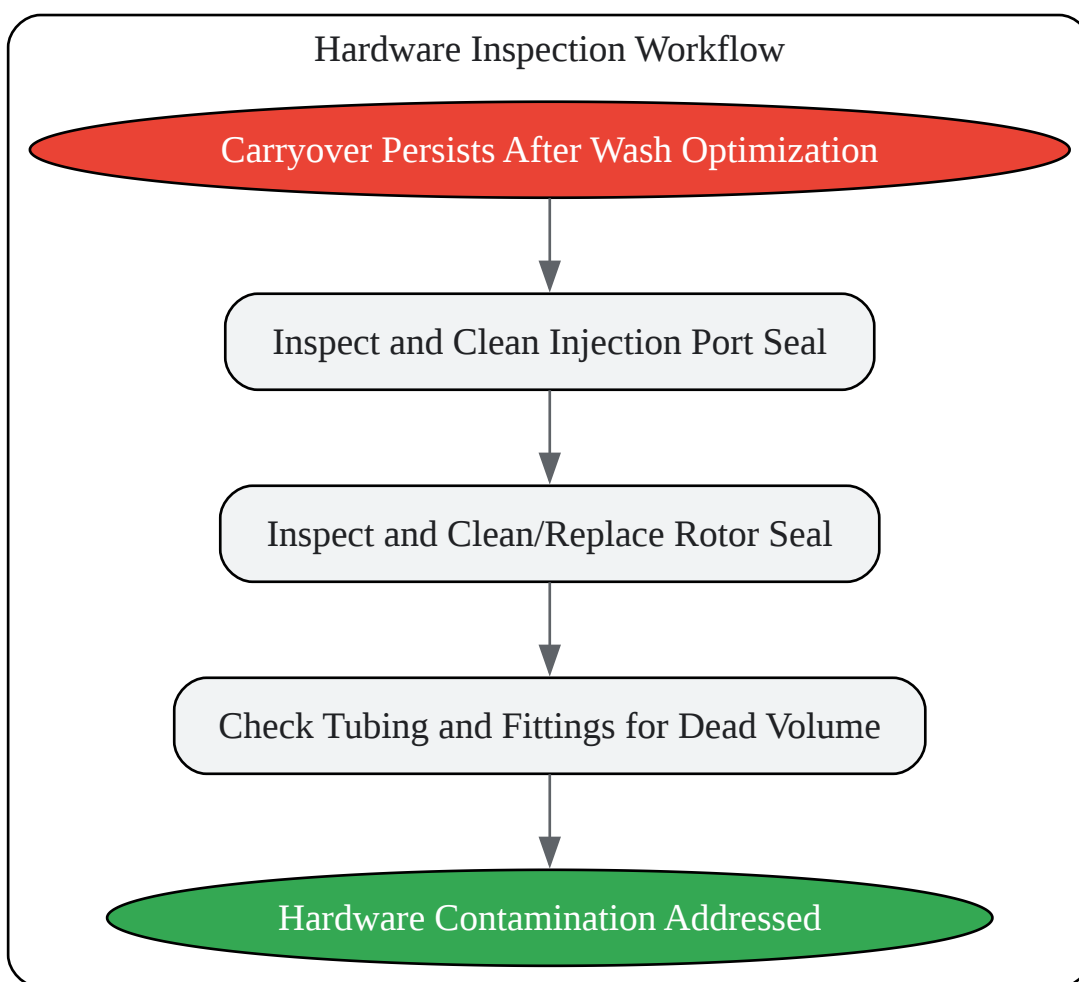 Hardware Inspection Workflow
Carryover Persists After Wash Optimization
Inspect and Clean Injection Port Seal
Inspect and Clean/Replace Rotor Seal
Check Tubing and Fittings for Dead Volume
Hardware Contamination Addressed